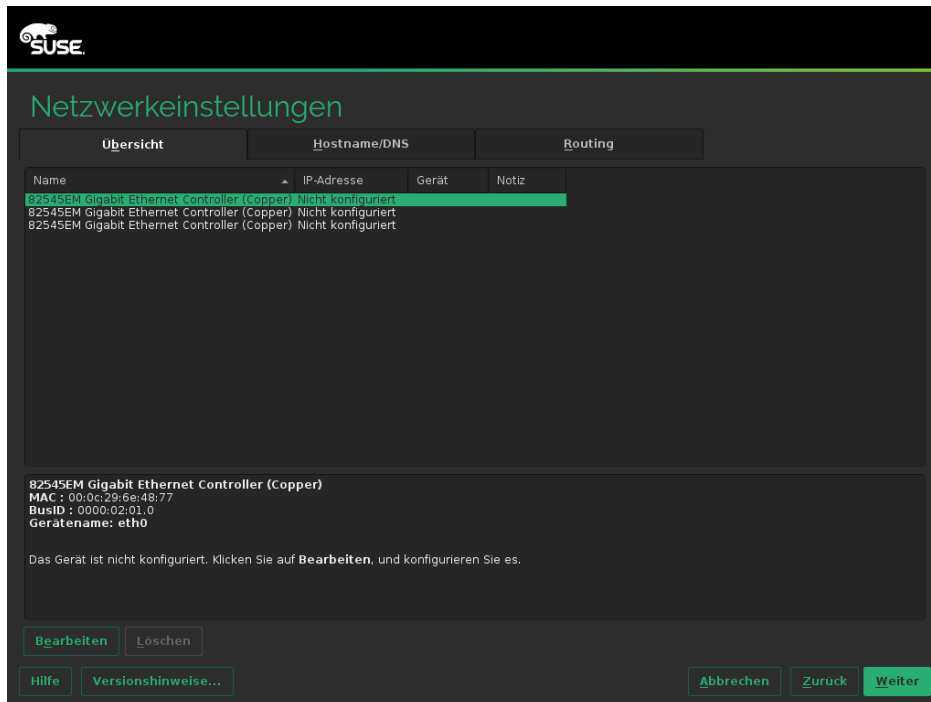 SUSE.
Netzwerkeinstellungen
Übersicht Hostname/DNS Routing
Name IP-Adresse Gerät Notiz
82545EM Gigabit Ethernet Controller (Copper) Nicht konfiguriert
82545EM Gigabit Ethernet Controller (Copper) Nicht konfiguriert
82545EM Gigabit Ethernet Controller (Copper) Nicht konfiguriert
82545EM Gigabit Ethernet Controller (Copper)
MAC : 00:0c:29:6e:48:77
BusID : 0000:02:01.0
Gerätename: eth0
Das Gerät ist nicht konfiguriert. Klicken Sie auf Bearbeiten, und konfigurieren Sie es.
Bearbeiten Löschen
Hilfe Versionshinweise... Abbrechen Zurück Weiter